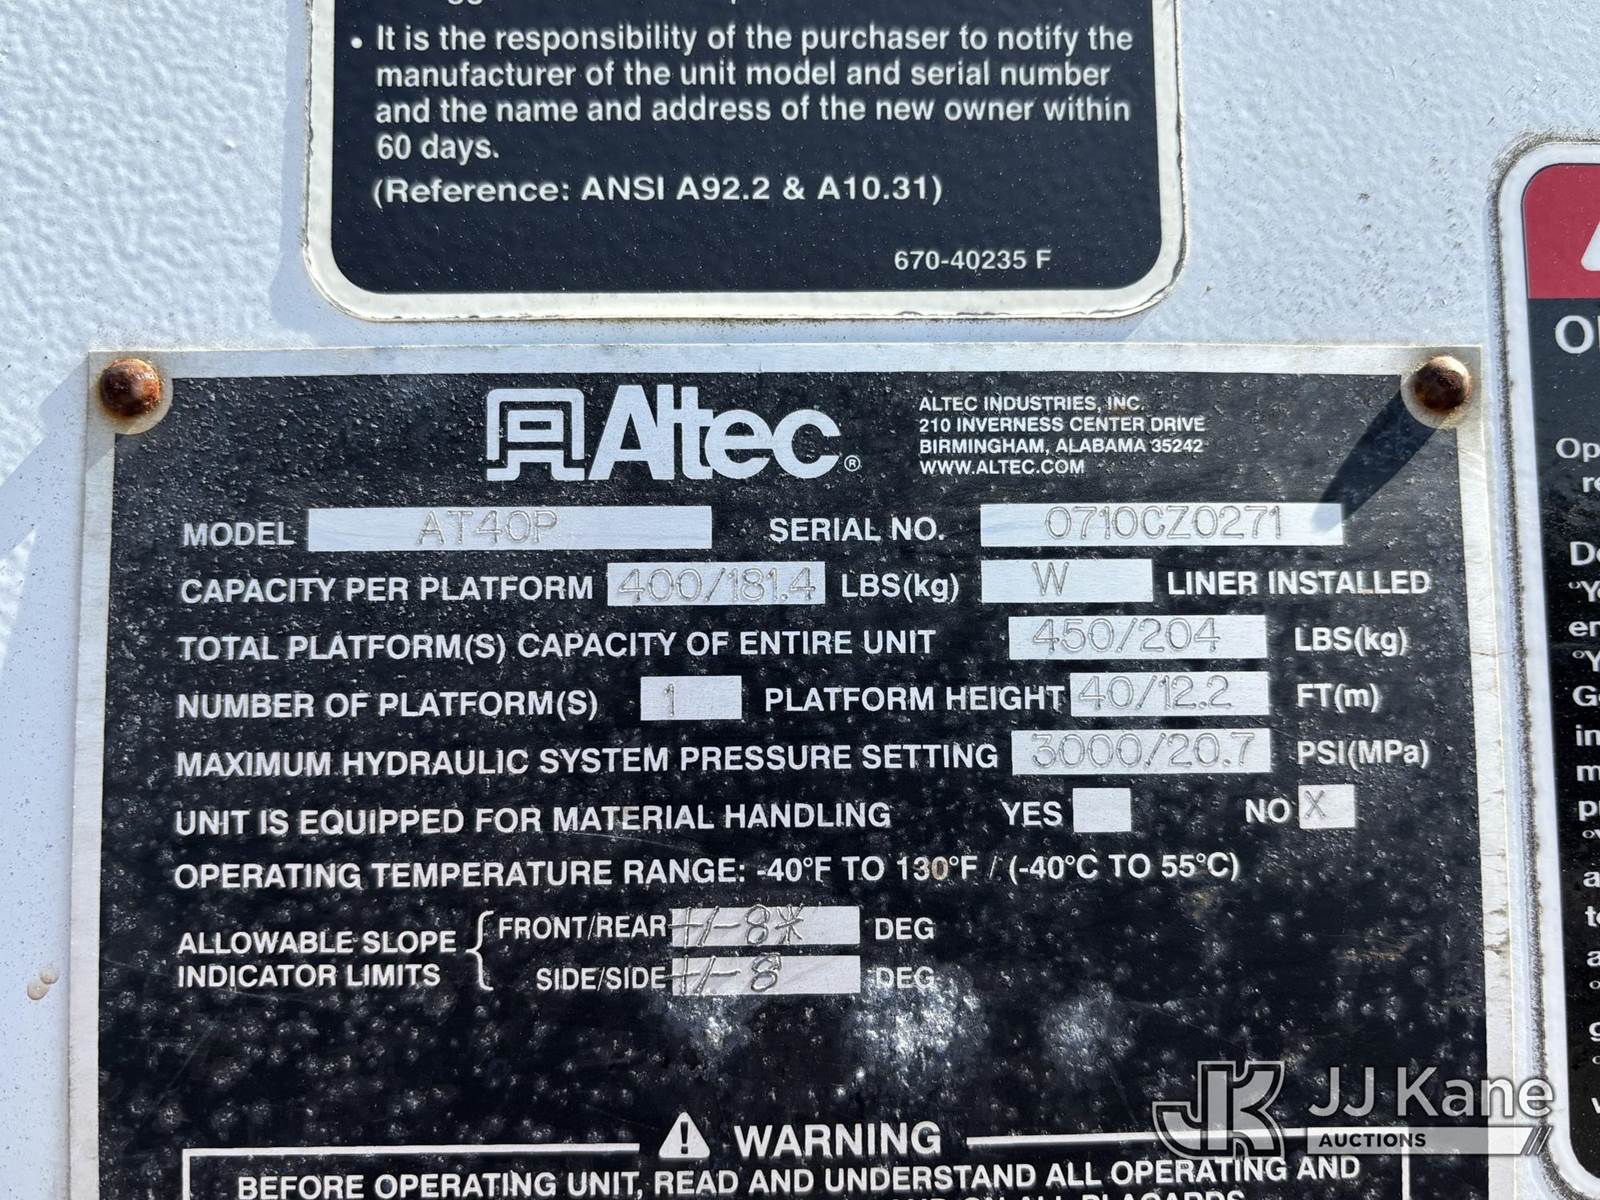 • It is the responsibility of the purchaser to notify the
manufacturer of the unit model and serial number
and the name and address of the new owner within
60 days.
(Reference: ANSI A92.2 & A10.31)
670-40235 F
Altec®
ALTEC INDUSTRIES, INC.
210 INVERNESS CENTER DRIVE
BIRMINGHAM, ALABAMA 35242
WWW.ALTEC.COM
MODEL AT40P SERIAL NO. 0710CZ0271
CAPACITY PER PLATFORM 400/181.4 LBS(kg) W LINER INSTALLED
TOTAL PLATFORM(S) CAPACITY OF ENTIRE UNIT 450/204 LBS(kg)
NUMBER OF PLATFORM(S) 1 PLATFORM HEIGHT 40/12.2 FT(m)
MAXIMUM HYDRAULIC SYSTEM PRESSURE SETTING 3000/20.7 PSI(MPa)
UNIT IS EQUIPPED FOR MATERIAL HANDLING YES NO X
OPERATING TEMPERATURE RANGE: -40°F TO 130°F / (-40°C TO 55°C)
ALLOWABLE SLOPE INDICATOR LIMITS
FRONT/REAR +/-8* DEG
SIDE/SIDE +/-8 DEG
WARNING
BEFORE OPERATING UNIT, READ AND UNDERSTAND ALL OPERATING AND
JK JJ Kane
AUCTIONS